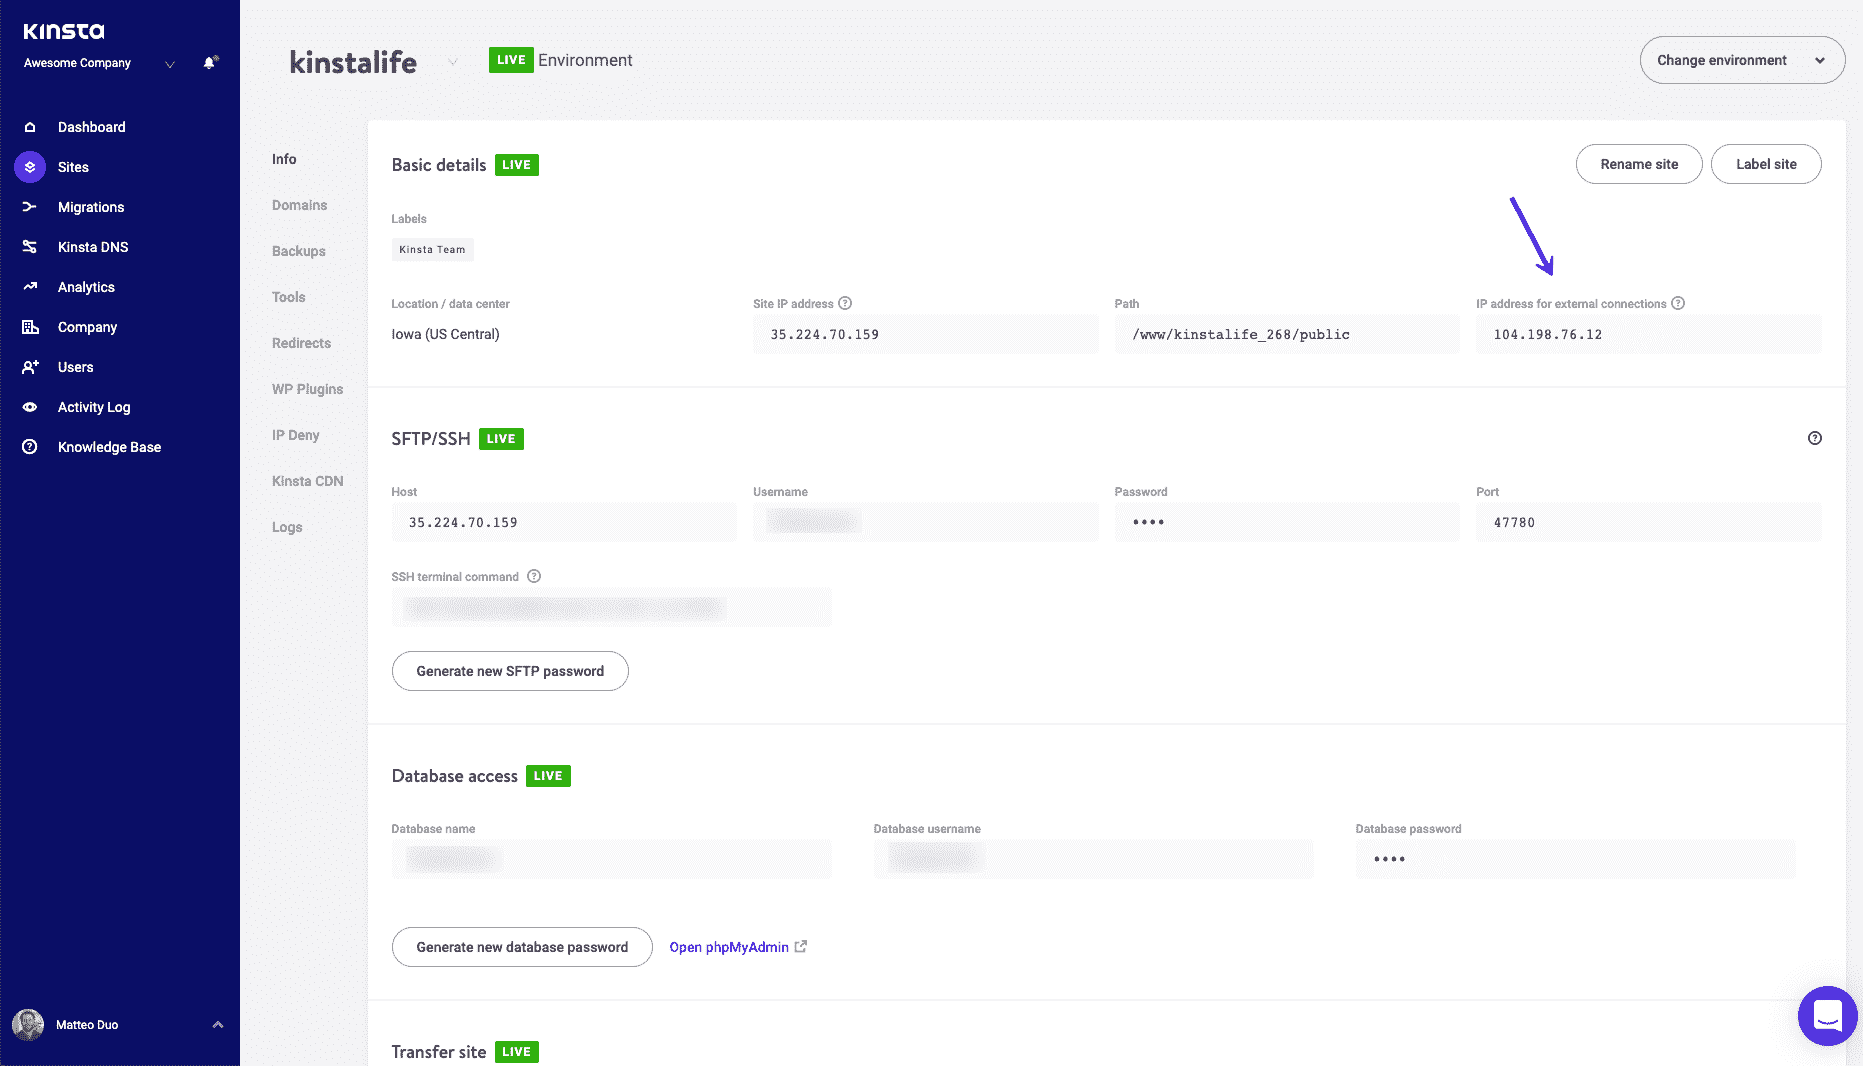 Kinsta
Awesome Company
Dashboard
Sites
Migrations
Kinsta DNS
Analytics
Company
Users
Activity Log
Knowledge Base
Matteo Duo
kinstalife
LIVE Environment
Change environment
Info
Domains
Backups
Tools
Redirects
WP Plugins
IP Deny
Kinsta CDN
Logs
Basic details LIVE
Rename site
Label site
Labels
Kinsta Team
Location / data center
Iowa (US Central)
Site IP address
35.224.70.159
Path
/www/kinstalife_268/public
IP address for external connections
104.198.76.12
SFTP/SSH LIVE
Host
35.224.70.159
Username
Password
••••
Port
47780
SSH terminal command
Generate new SFTP password
Database access LIVE
Database name
Database username
Database password
••••
Generate new database password
Open phpMyAdmin
Transfer site LIVE